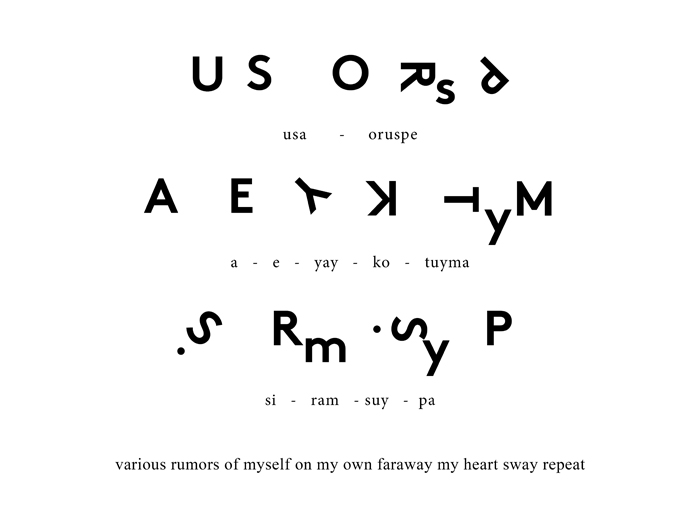 U S O R s P
usa - oruspe
A E Y K T y M
a - e - yay - ko - tuyma
. S R m . S y P
si - ram - suy - pa
various rumors of myself on my own faraway my heart sway repeat